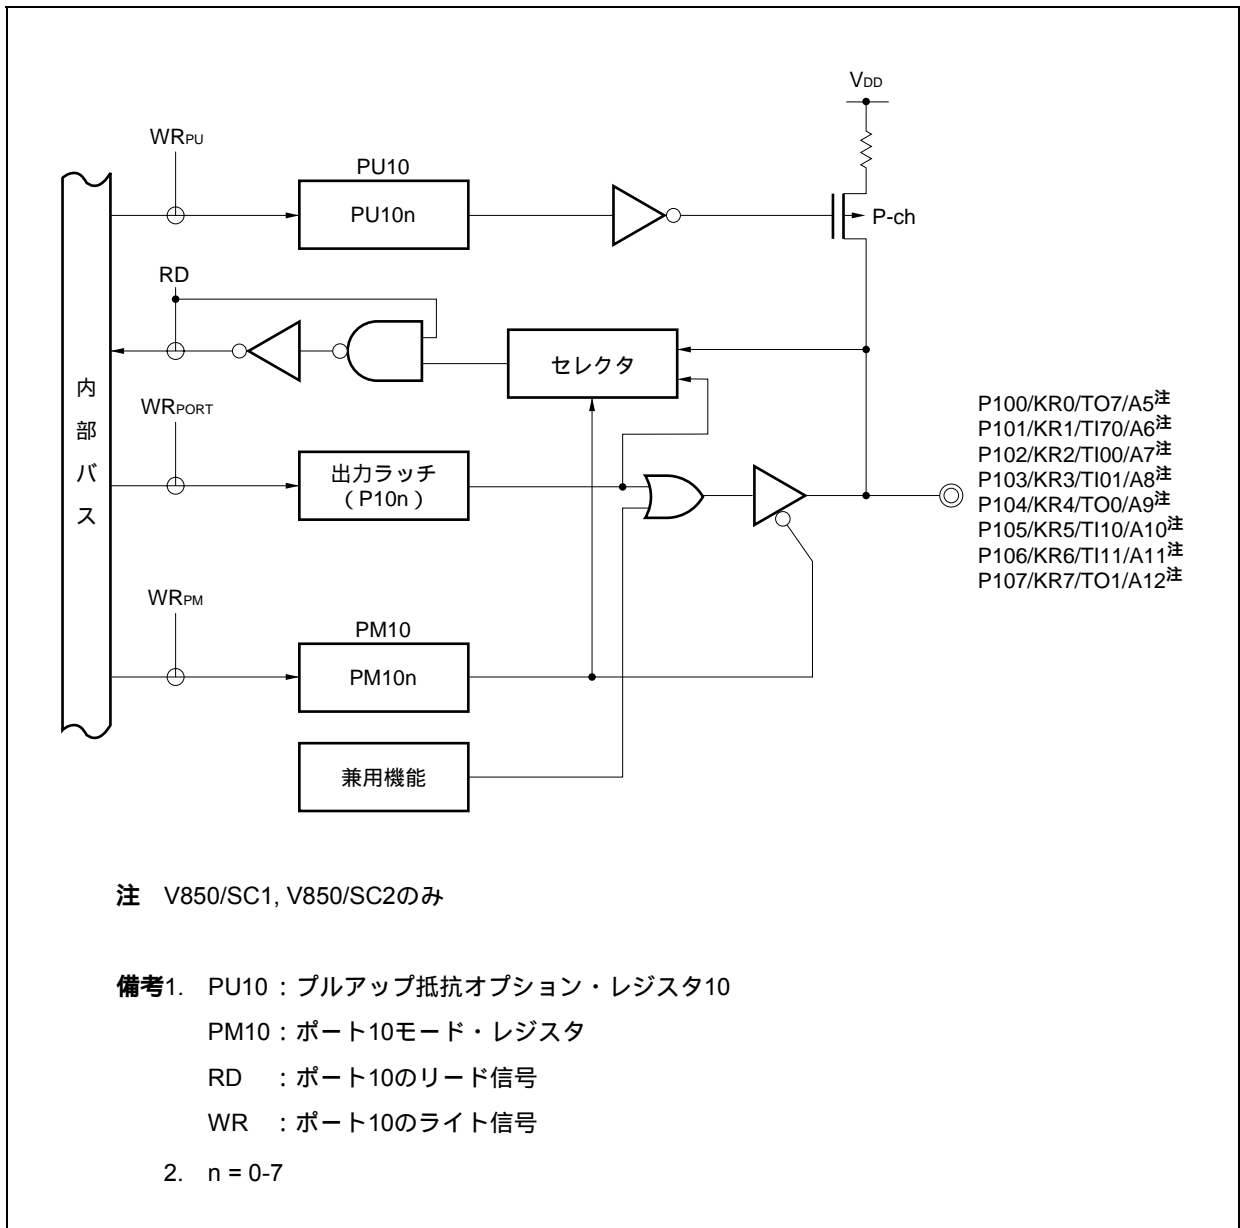 VDD
WRPU
PU10
PU10n
P-ch
RD
セレクタ
内部バス
WRPORT
出力ラッチ
（P10n）
P100/KR0/TO7/A5注
P101/KR1/TI70/A6注
P102/KR2/TI00/A7注
P103/KR3/TI01/A8注
P104/KR4/TO0/A9注
P105/KR5/TI10/A10注
P106/KR6/TI11/A11注
P107/KR7/TO1/A12注
WRPM
PM10
PM10n
兼用機能
注 V850/SC1, V850/SC2のみ
備考1. PU10：プルアップ抵抗オプション・レジスタ10
PM10：ポート10モード・レジスタ
RD ：ポート10のリード信号
WR ：ポート10のライト信号
2. n = 0-7